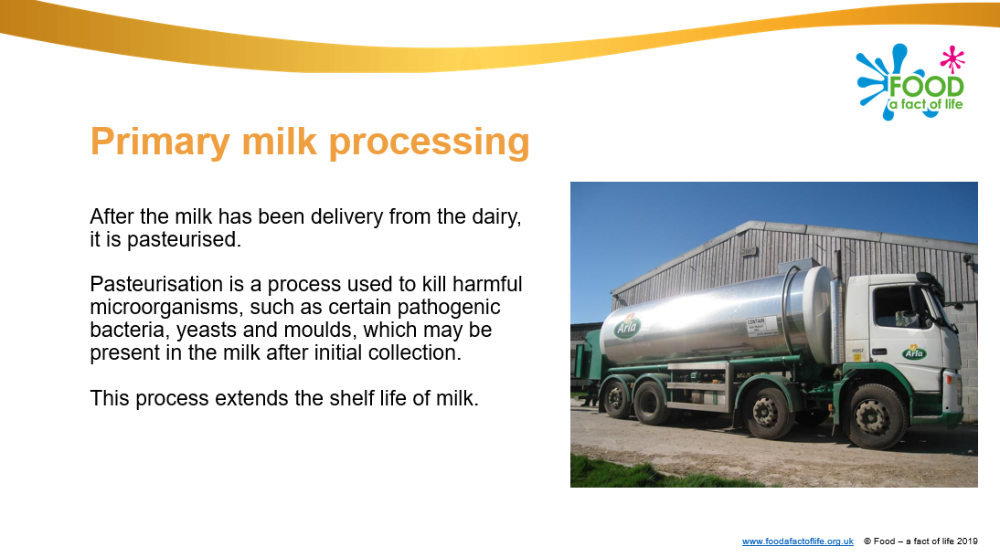 FOOD
a fact of life
Primary milk processing
After the milk has been delivery from the dairy,
it is pasteurised.
Pasteurisation is a process used to kill harmful
microorganisms, such as certain pathogenic
bacteria, yeasts and moulds, which may be
present in the milk after initial collection.
This process extends the shelf life of milk.
Arla
CONTAIN
Arla
www.foodafactoflife.org.uk © Food – a fact of life 2019